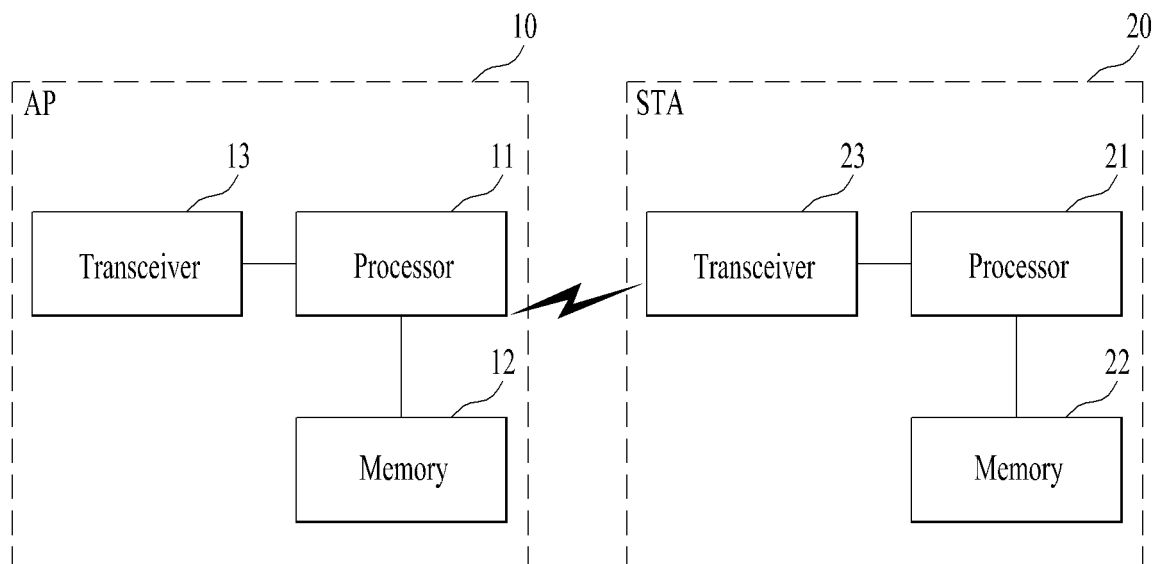 10
20
AP
STA
13
11
23
21
Transceiver
Processor
Transceiver
Processor
12
22
Memory
Memory